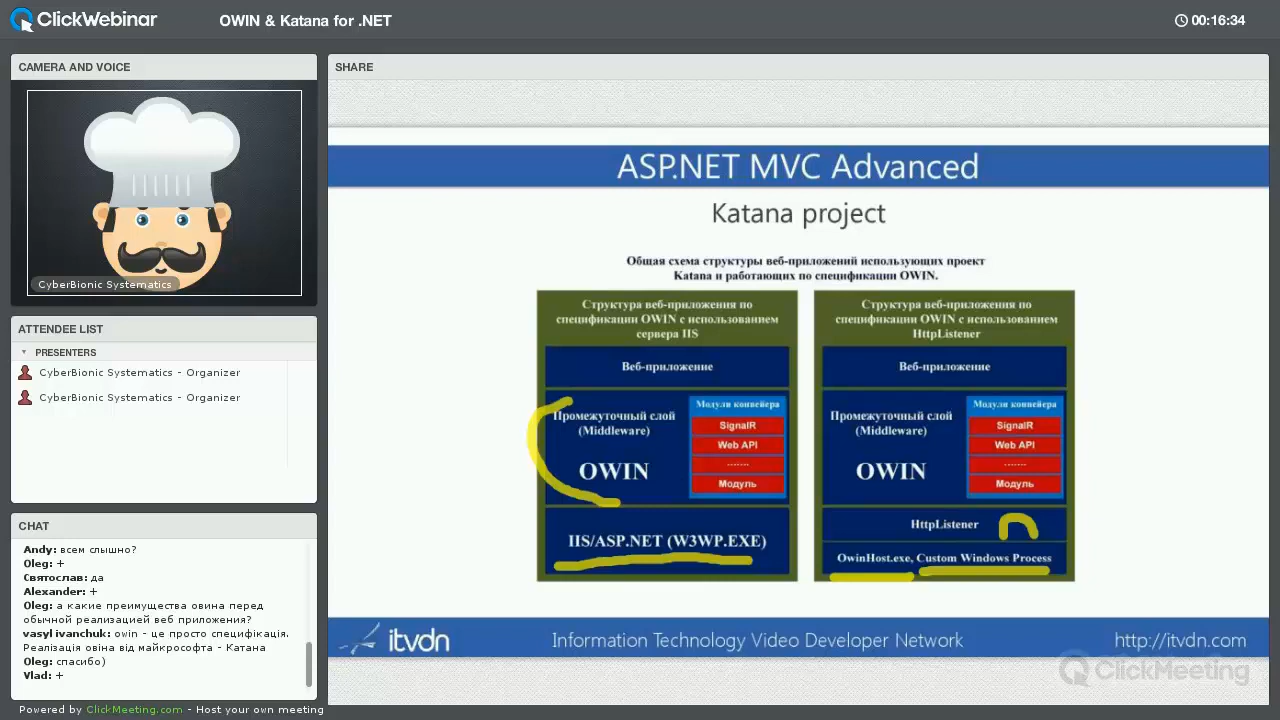 ClickWebinar
OWIN & Katana for .NET
00:16:34
CAMERA AND VOICE
CyberBionic Systematics
ATTENDEE LIST
PRESENTERS
CyberBionic Systematics - Organizer
CyberBionic Systematics - Organizer
CHAT
Andy: всем слышно?
Oleg: +
Святослав: да
Alexander: +
Oleg: а какие преимущества овина перед
обычной реализацией веб приложения?
vasyl ivanchuk: owin - це просто специфікація.
Реалізація овіна від майкрософта - Катана
Oleg: спасибо)
Vlad: +
Powered by ClickMeeting.com - Host your own meeting
SHARE
ASP.NET MVC Advanced
Katana project
Общая схема структуры веб-приложений использующих проект
Katana и работающих по спецификации OWIN.
Структура веб-приложения по
спецификации OWIN с использованием
сервера IIS
Веб-приложение
Промежуточный слой
(Middleware)
OWIN
Модули конвейера
SignalR
Web API
.......
Модуль
IIS/ASP.NET (W3WP.EXE)
Структура веб-приложения по
спецификации OWIN с использованием
HttpListener
Веб-приложение
Промежуточный слой
(Middleware)
OWIN
Модули конвейера
SignalR
Web API
.......
Модуль
HttpListener
OwinHost.exe, Custom Windows Process
itvdn
Information Technology Video Developer Network
http://itvdn.com
ClickMeeting